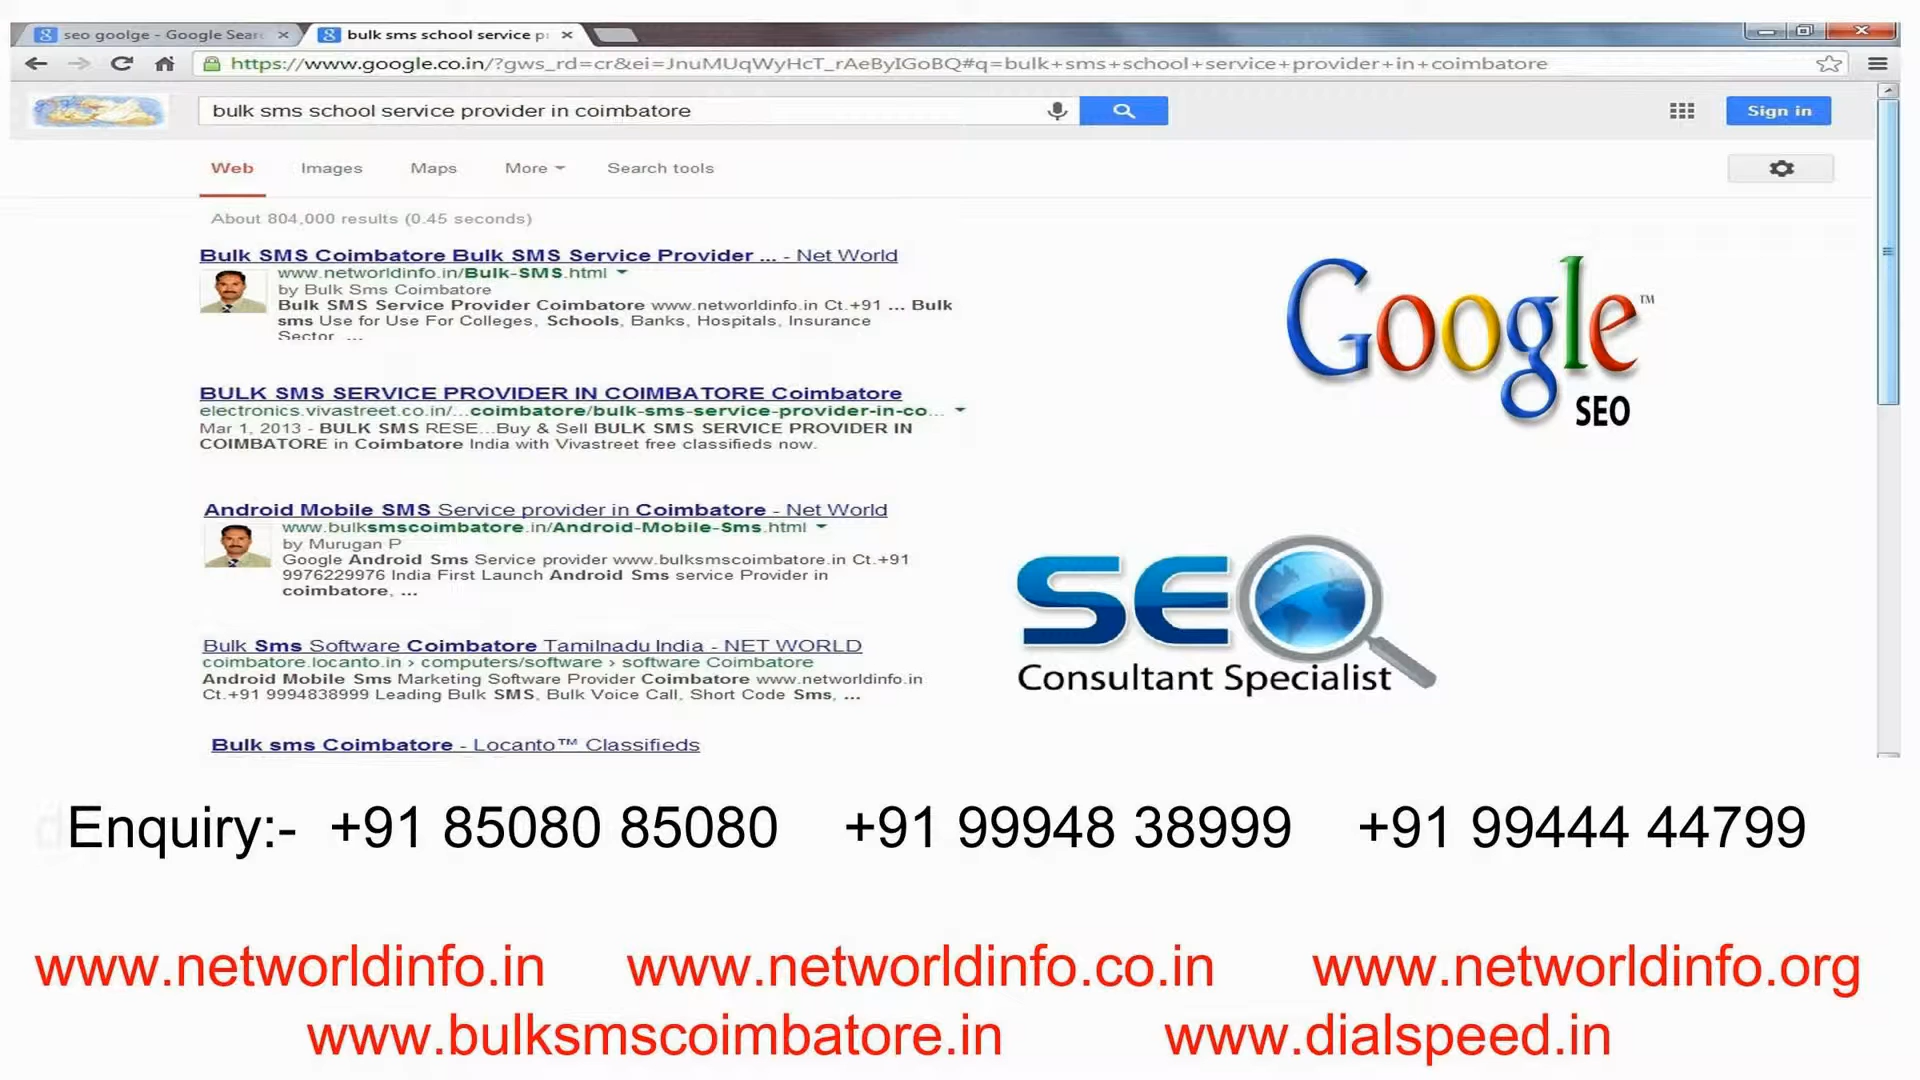 seo goolge - Google Sear
bulk sms school service p
https://www.google.co.in/?gws_rd=cr&ei=JnuMUqWyHcT_rAeByIGoBQ#q=bulk+sms+school+service+provider+in+coimbatore
bulk sms school service provider in coimbatore
Sign in
Web Images Maps More Search tools
About 804,000 results (0.45 seconds)
Bulk SMS Coimbatore Bulk SMS Service Provider ... - Net World
www.networldinfo.in/Bulk-SMS.html
by Bulk Sms Coimbatore
Bulk SMS Service Provider Coimbatore www.networldinfo.in Ct.+91 ... Bulk
sms Use for Use For Colleges, Schools, Banks, Hospitals, Insurance
Sector ...
BULK SMS SERVICE PROVIDER IN COIMBATORE Coimbatore
electronics.vivastreet.co.in/...coimbatore/bulk-sms-service-provider-in-co...
Mar 1, 2013 - BULK SMS RESE...Buy & Sell BULK SMS SERVICE PROVIDER IN
COIMBATORE in Coimbatore India with Vivastreet free classifieds now.
Android Mobile SMS Service provider in Coimbatore - Net World
www.bulksmscoimbatore.in/Android-Mobile-Sms.html
by Murugan P
Google Android Sms Service provider www.bulksmscoimbatore.in Ct.+91
9976229976 India First Launch Android Sms service Provider in
coimbatore, ...
Bulk Sms Software Coimbatore Tamilnadu India - NET WORLD
coimbatore.locanto.in › computers/software › software Coimbatore
Android Mobile Sms Marketing Software Provider Coimbatore www.networldinfo.in
Ct.+91 9994838999 Leading Bulk SMS, Bulk Voice Call, Short Code Sms, ...
Bulk sms Coimbatore - Locanto™ Classifieds
Google™
SEO
SEO
Consultant Specialist
Enquiry:- +91 85080 85080 +91 99948 38999 +91 99444 44799
www.networldinfo.in www.networldinfo.co.in www.networldinfo.org
www.bulksmscoimbatore.in www.dialspeed.in